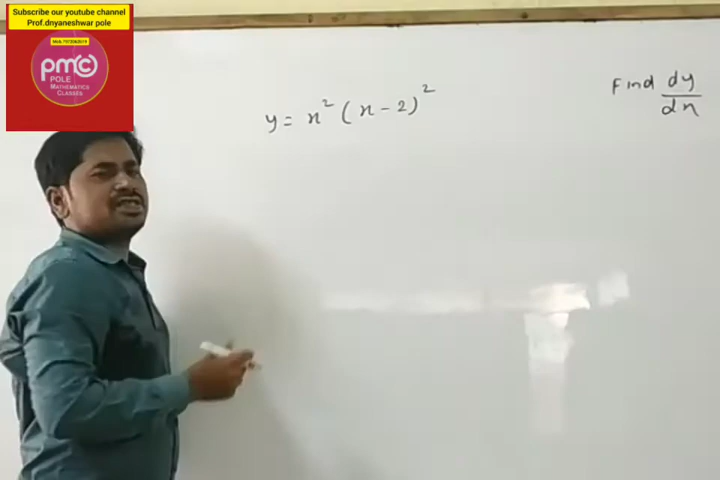 Subscribe our youtube channel
Prof.dnyaneshwar pole
pmc
POLE
MATHEMATICS
CLASSES
y = x² (x - 2)²
Find dy/dx